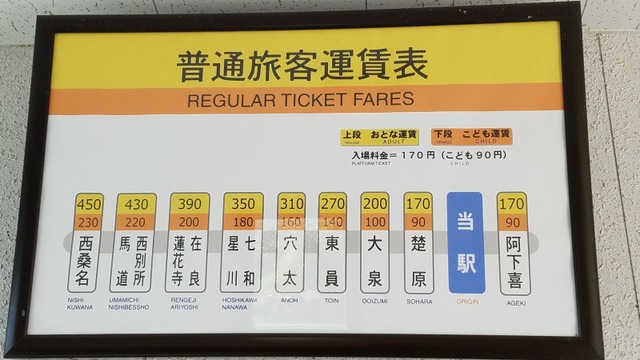 普通旅客運賃表
REGULAR TICKET FARES
上段 おとな運賃 下段 こども運賃
YELLOW ADULT ORANGE CHILD
入場料金=170円(こども90円)
PLATFORM TICKET CHILD
450 430 390 350 310 270 200 170 170
230 220 200 180 160 140 100 90 90
西桑名
馬道 西別所
蓮花寺 在良
星川 七和
穴太
東員
大泉
楚原
当駅
阿下喜
NISHI-KUWANA
UMAMICHI NISHIBESSHO
RENGEJI ARIYOSHI
HOSHIKAWA NANAWA
ANOH
TOIN
OOIZUMI
SOHARA
ORIGIN
AGEKI